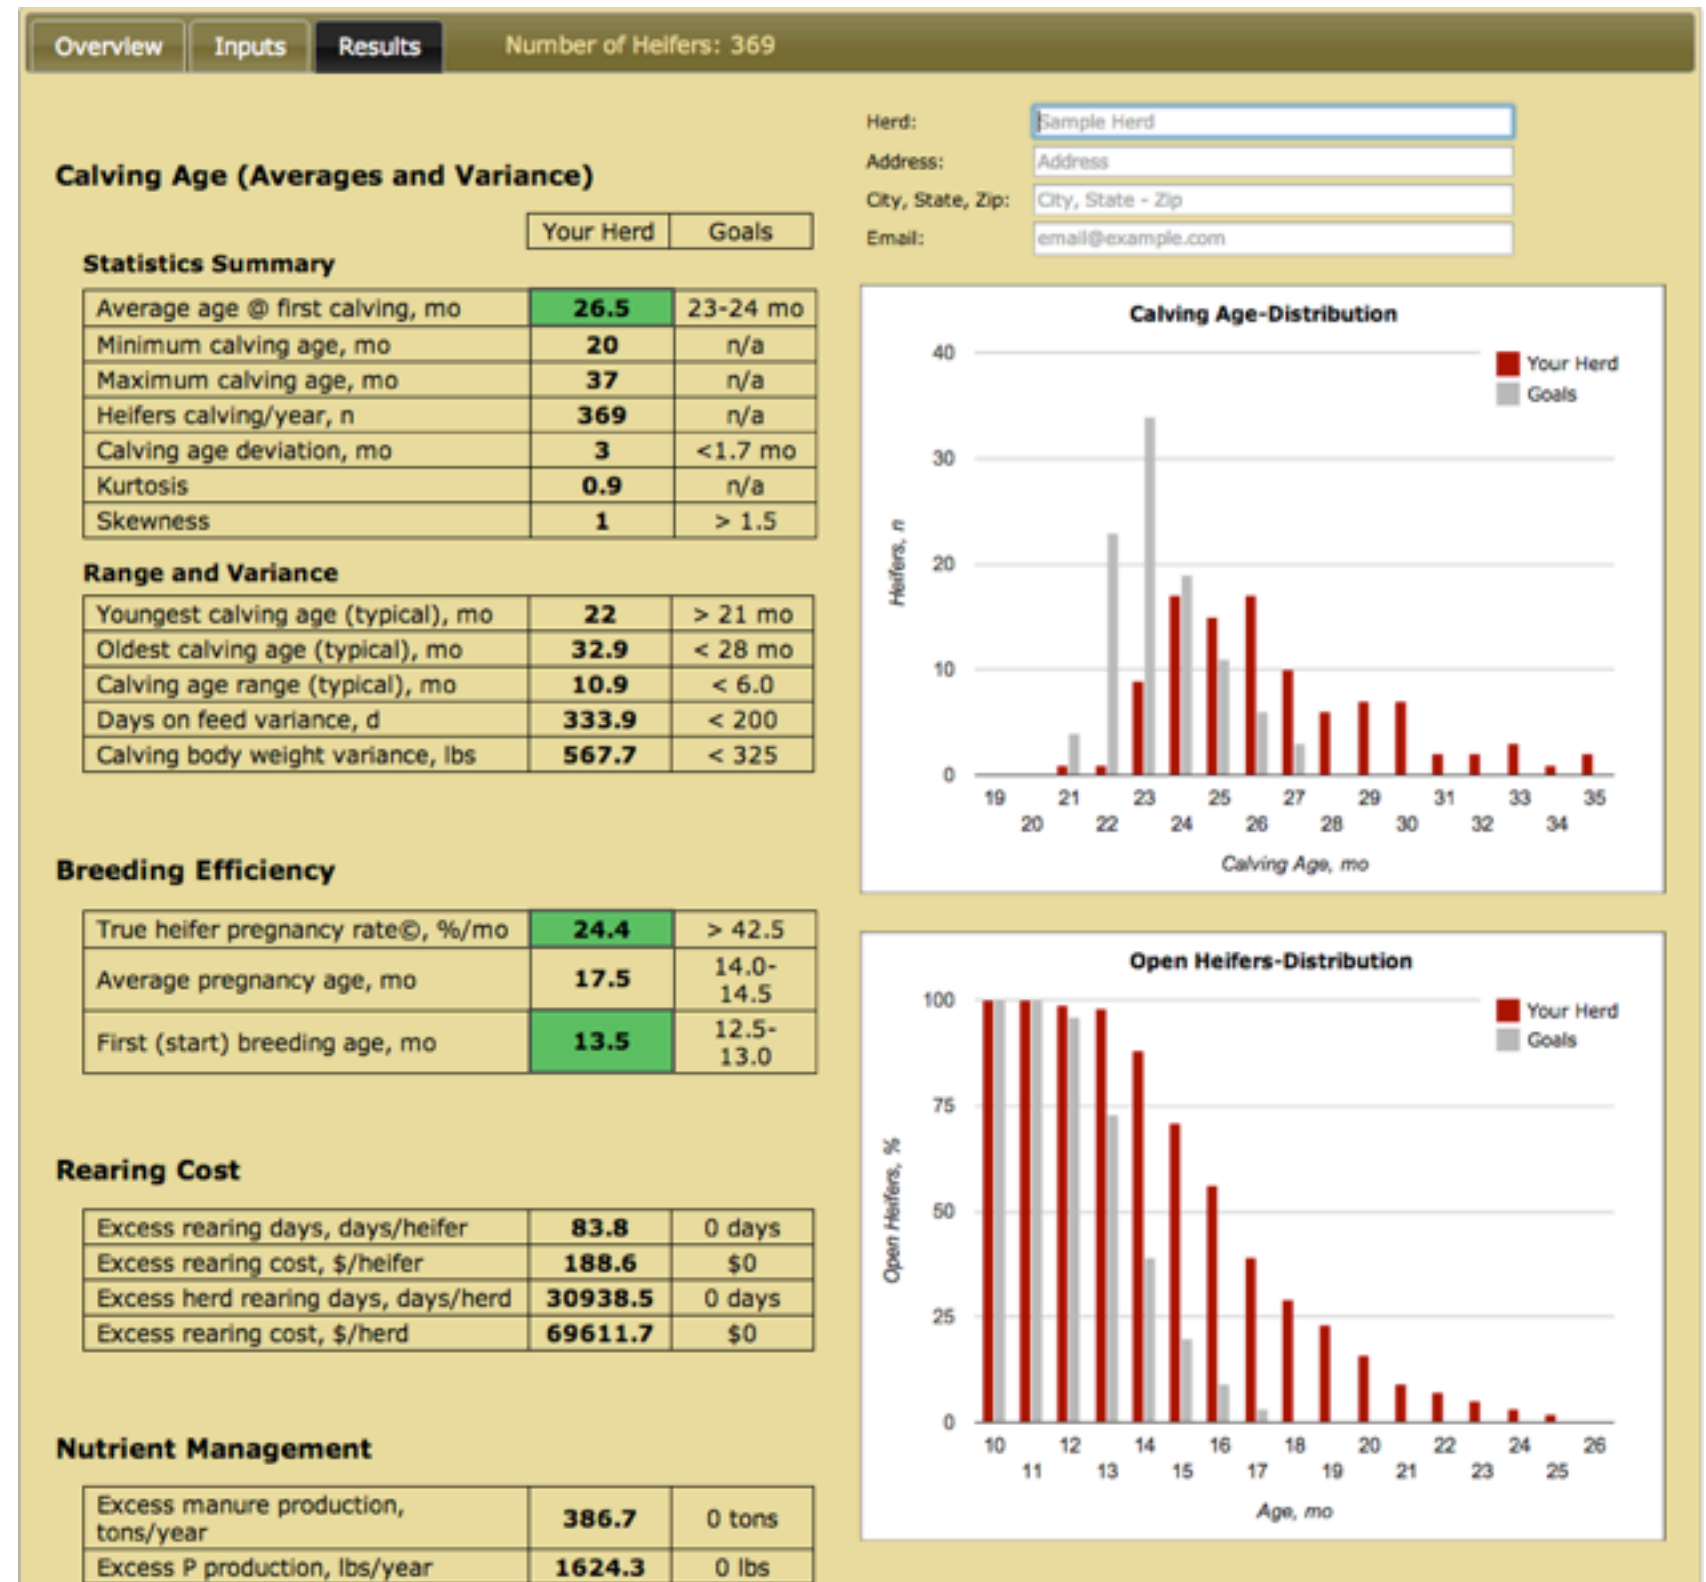 Overview Inputs Results Number of Heifers: 369
Herd: Sample Herd
Address: Address
City, State, Zip: City, State - Zip
Email: email@example.com
Calving Age (Averages and Variance)
Your Herd Goals
Statistics Summary
Average age @ first calving, mo 26.5 23-24 mo
Minimum calving age, mo 20 n/a
Maximum calving age, mo 37 n/a
Heifers calving/year, n 369 n/a
Calving age deviation, mo 3 <1.7 mo
Kurtosis 0.9 n/a
Skewness 1 > 1.5
Range and Variance
Youngest calving age (typical), mo 22 > 21 mo
Oldest calving age (typical), mo 32.9 < 28 mo
Calving age range (typical), mo 10.9 < 6.0
Days on feed variance, d 333.9 < 200
Calving body weight variance, lbs 567.7 < 325
Breeding Efficiency
True heifer pregnancy rate©, %/mo 24.4 > 42.5
Average pregnancy age, mo 17.5 14.0-
14.5
First (start) breeding age, mo 13.5 12.5-
13.0
Rearing Cost
Excess rearing days, days/heifer 83.8 0 days
Excess rearing cost, $/heifer 188.6 $0
Excess herd rearing days, days/herd 30938.5 0 days
Excess rearing cost, $/herd 69611.7 $0
Nutrient Management
Excess manure production,
tons/year 386.7 0 tons
Excess P production, lbs/year 1624.3 0 lbs
Calving Age-Distribution
Your Herd
Goals
40
30
20
10
0
Heifers, n
19 21 23 25 27 29 31 33 35
20 22 24 26 28 30 32 34
Calving Age, mo
Open Heifers-Distribution
Your Herd
Goals
100
75
50
25
0
Open Heifers, %
10 12 14 16 18 20 22 24 26
11 13 15 17 19 21 23 25
Age, mo